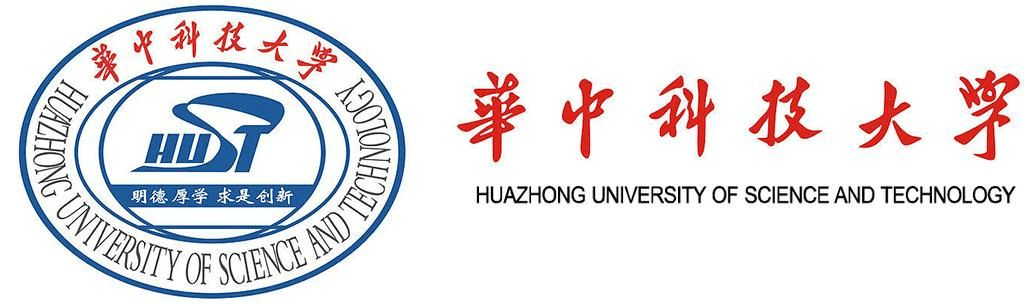 華中科技大學
HUST
明德厚学 求是创新
HUAZHONG UNIVERSITY OF SCIENCE AND TECHNOLOGY
華中科技大學
HUAZHONG UNIVERSITY OF SCIENCE AND TECHNOLOGY